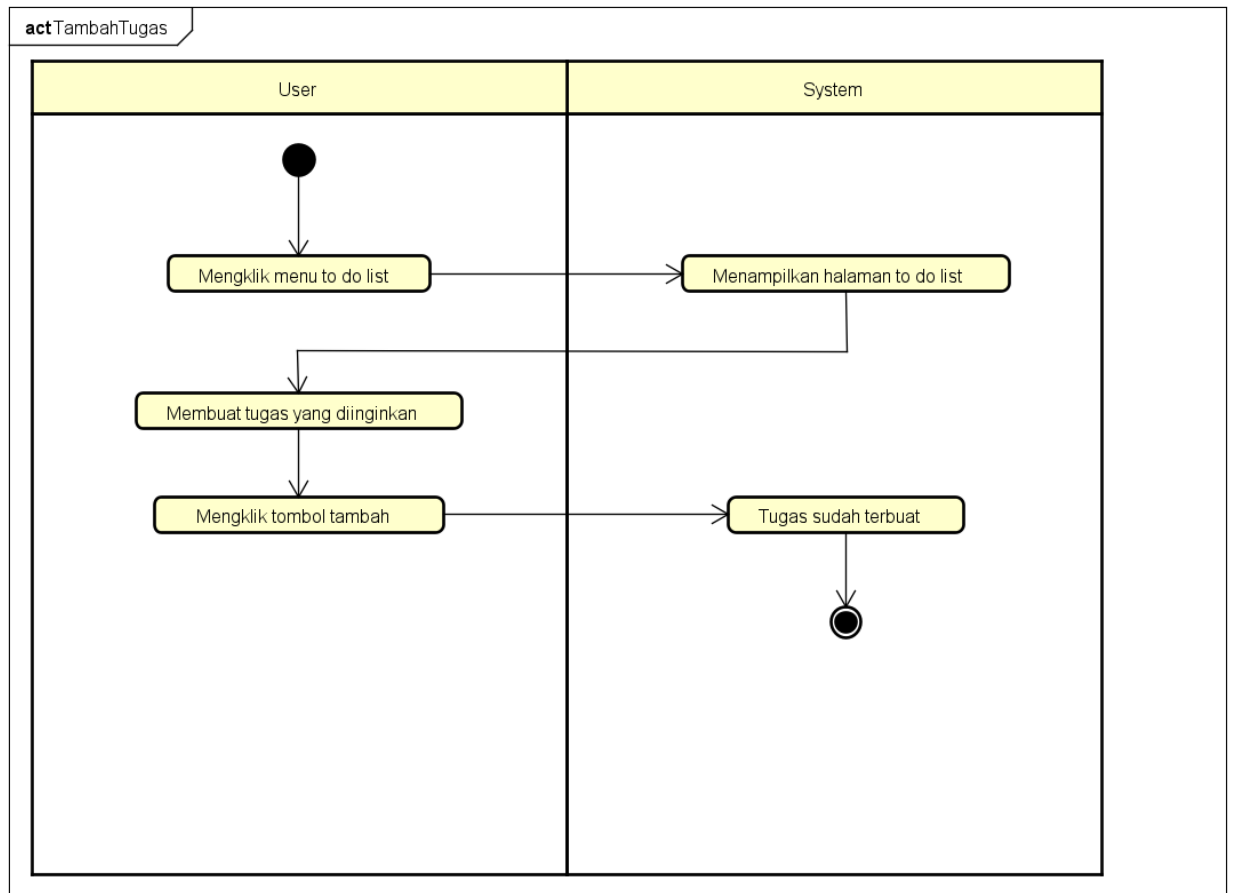 act TambahTugas
User
System
Mengklik menu to do list
Menampilkan halaman to do list
Membuat tugas yang diinginkan
Mengklik tombol tambah
Tugas sudah terbuat